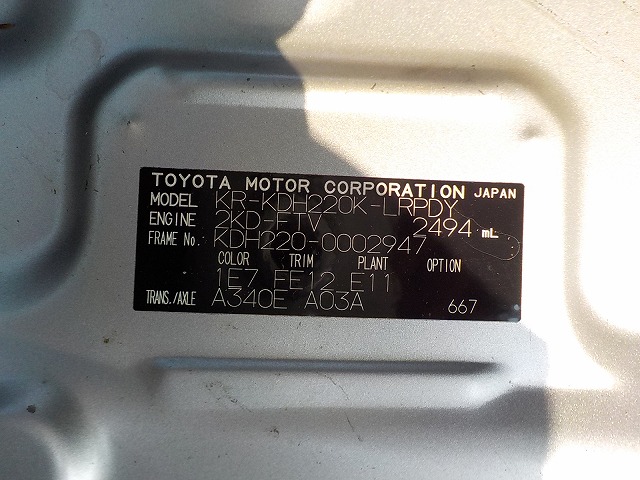 TOYOTA MOTOR CORPORATION JAPAN
MODEL KR-KDH220K-LRPDY
ENGINE 2KD-FTV 2494 mL
FRAME No. KDH220-0002947
COLOR TRIM PLANT OPTION
1E7 EE12 E11
TRANS./AXLE A340E A03A 667